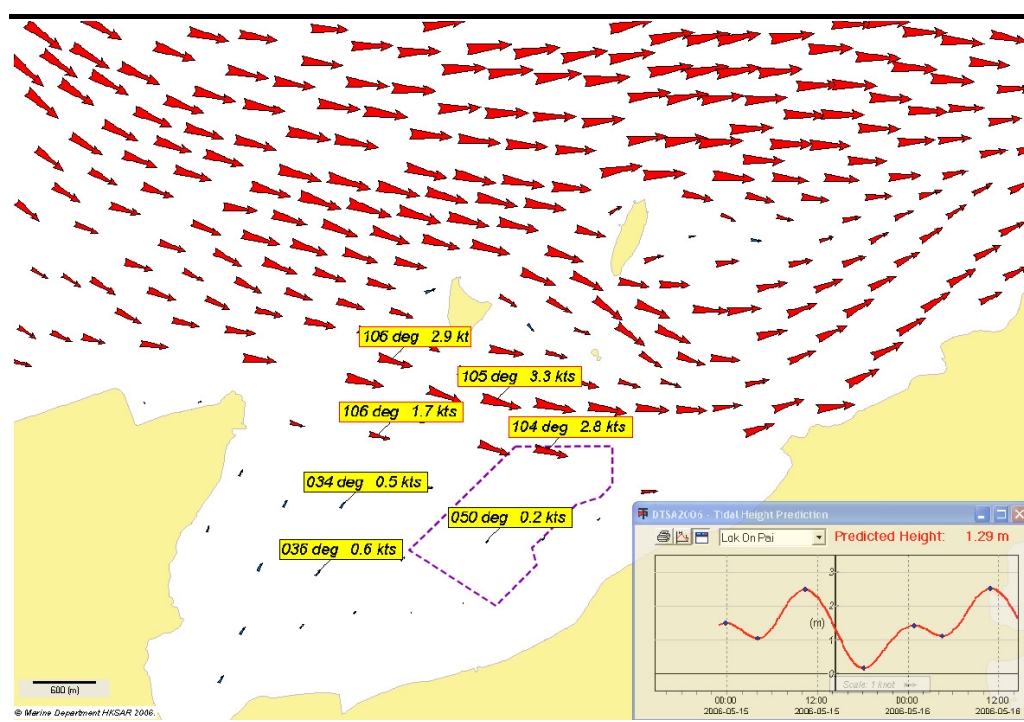 106 deg 2.9 kt
105 deg 3.3 kts
106 deg 1.7 kts
104 deg 2.8 kts
034 deg 0.5 kts
050 deg 0.2 kts
036 deg 0.6 kts
DTSA2006 - Tidal Height Prediction
Lok On Pai
Predicted Height: 1.29 m
3
2
(m)
1
0
Scale: 1 knot
00:00 12:00 00:00 12:00
2006-05-15 2006-05-15 2006-05-16 2006-05-16
600 (m)
© Marine Department HKSAR 2006.